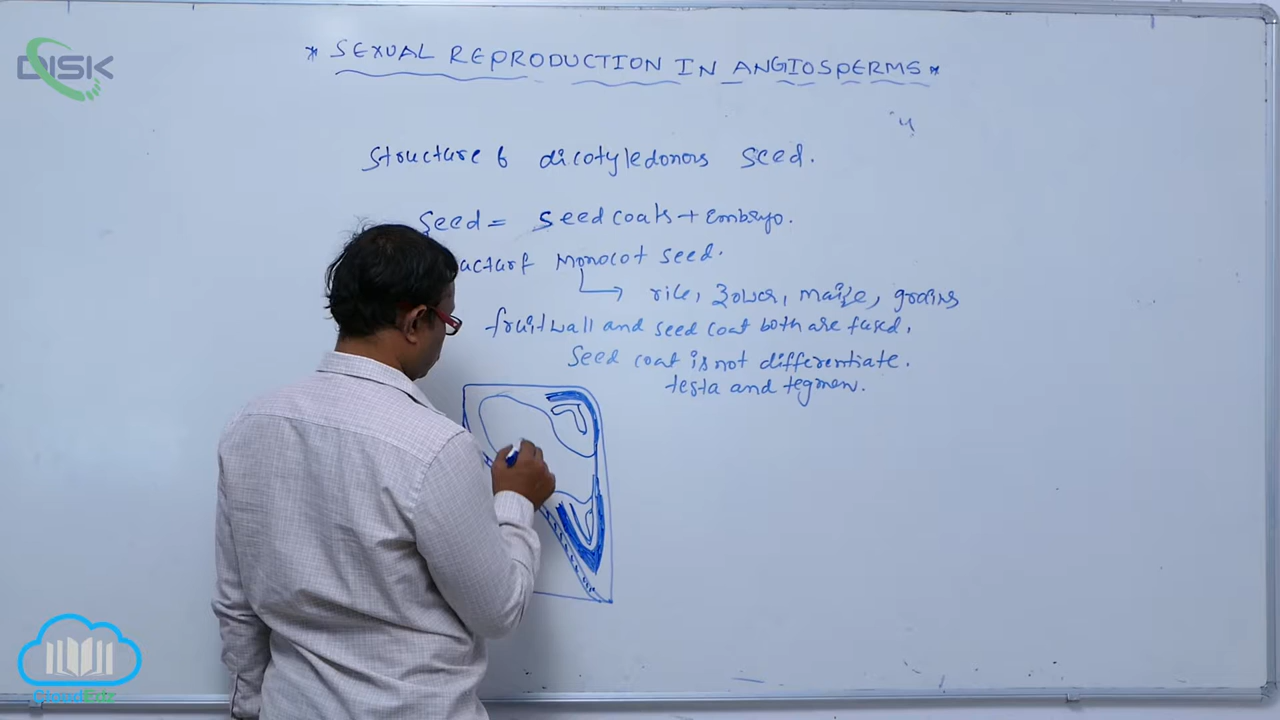 DISK
* SEXUAL REPRODUCTION IN ANGIOSPERMS *
Structure of dicotyledonous seed.
Seed = Seed coats + Embryo.
Monocot seed.
rice, maize, grains
fruit wall and seed coat both are fused.
Seed coat is not differentiate.
testa and tegmen.
CloudEdz